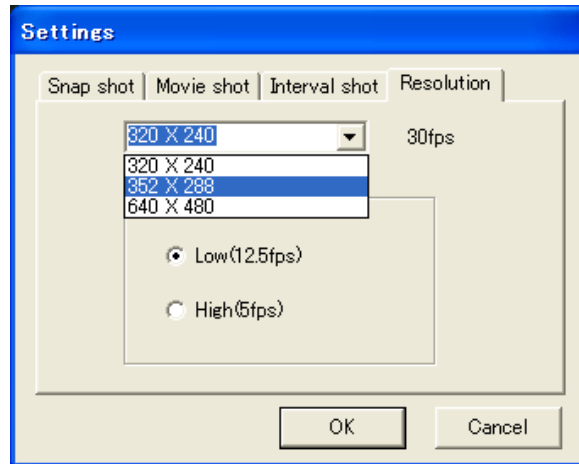 Settings
Snap shot Movie shot Interval shot Resolution
320 X 240 30fps
320 X 240
352 X 288
640 X 480
Low(12.5fps)
High(5fps)
OK Cancel